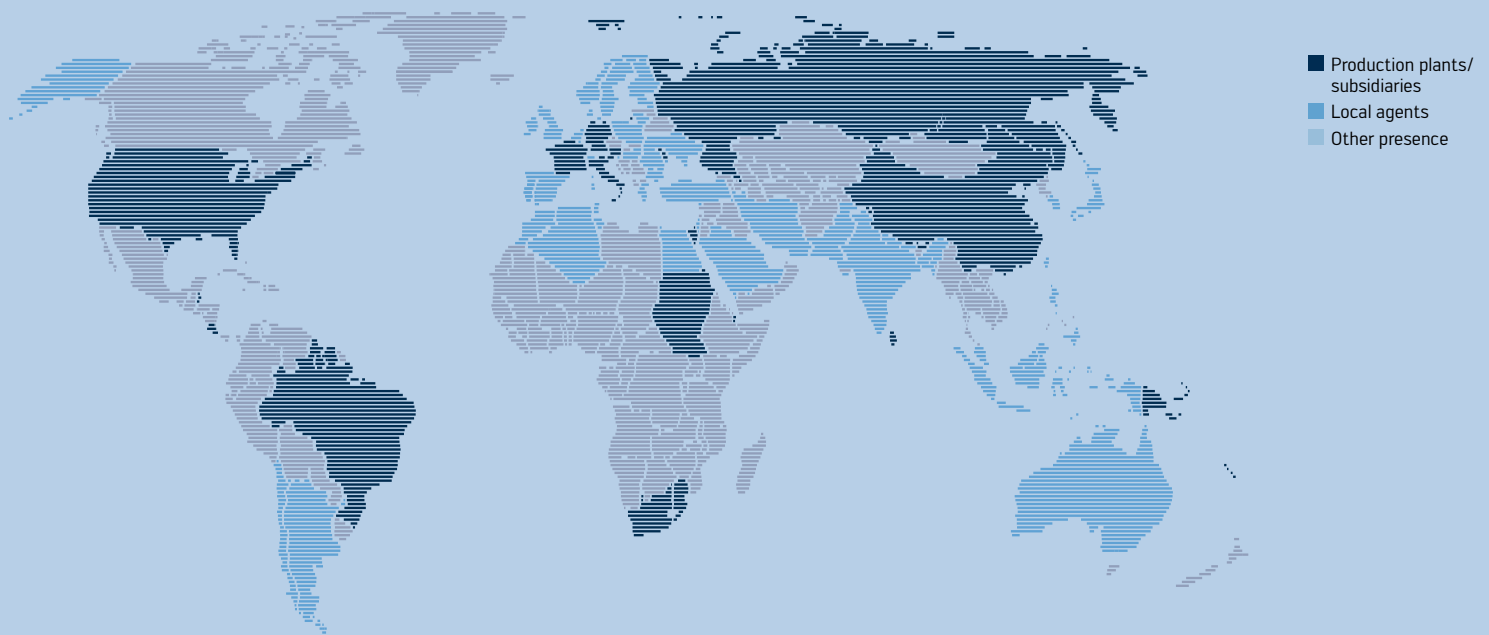 Production plants/
subsidiaries
Local agents
Other presence